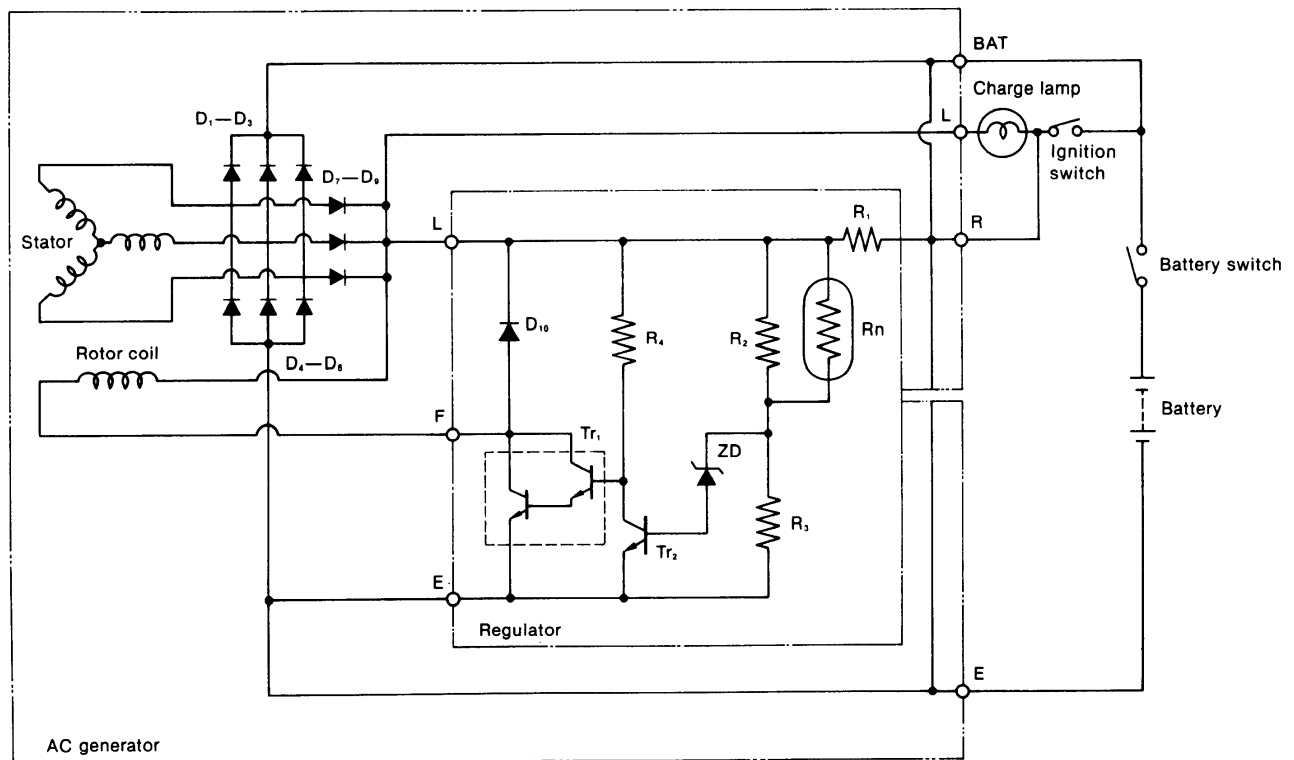 BAT
Charge lamp
D₁—D₃
L
Ignition
switch
D₇—D₉
L
R₁
R
Stator
Battery switch
D₁₀
R₄
R₂
Rn
Rotor coil
D₄—D₆
F
Battery
Tr₁
ZD
R₃
Tr₂
E
Regulator
E
AC generator